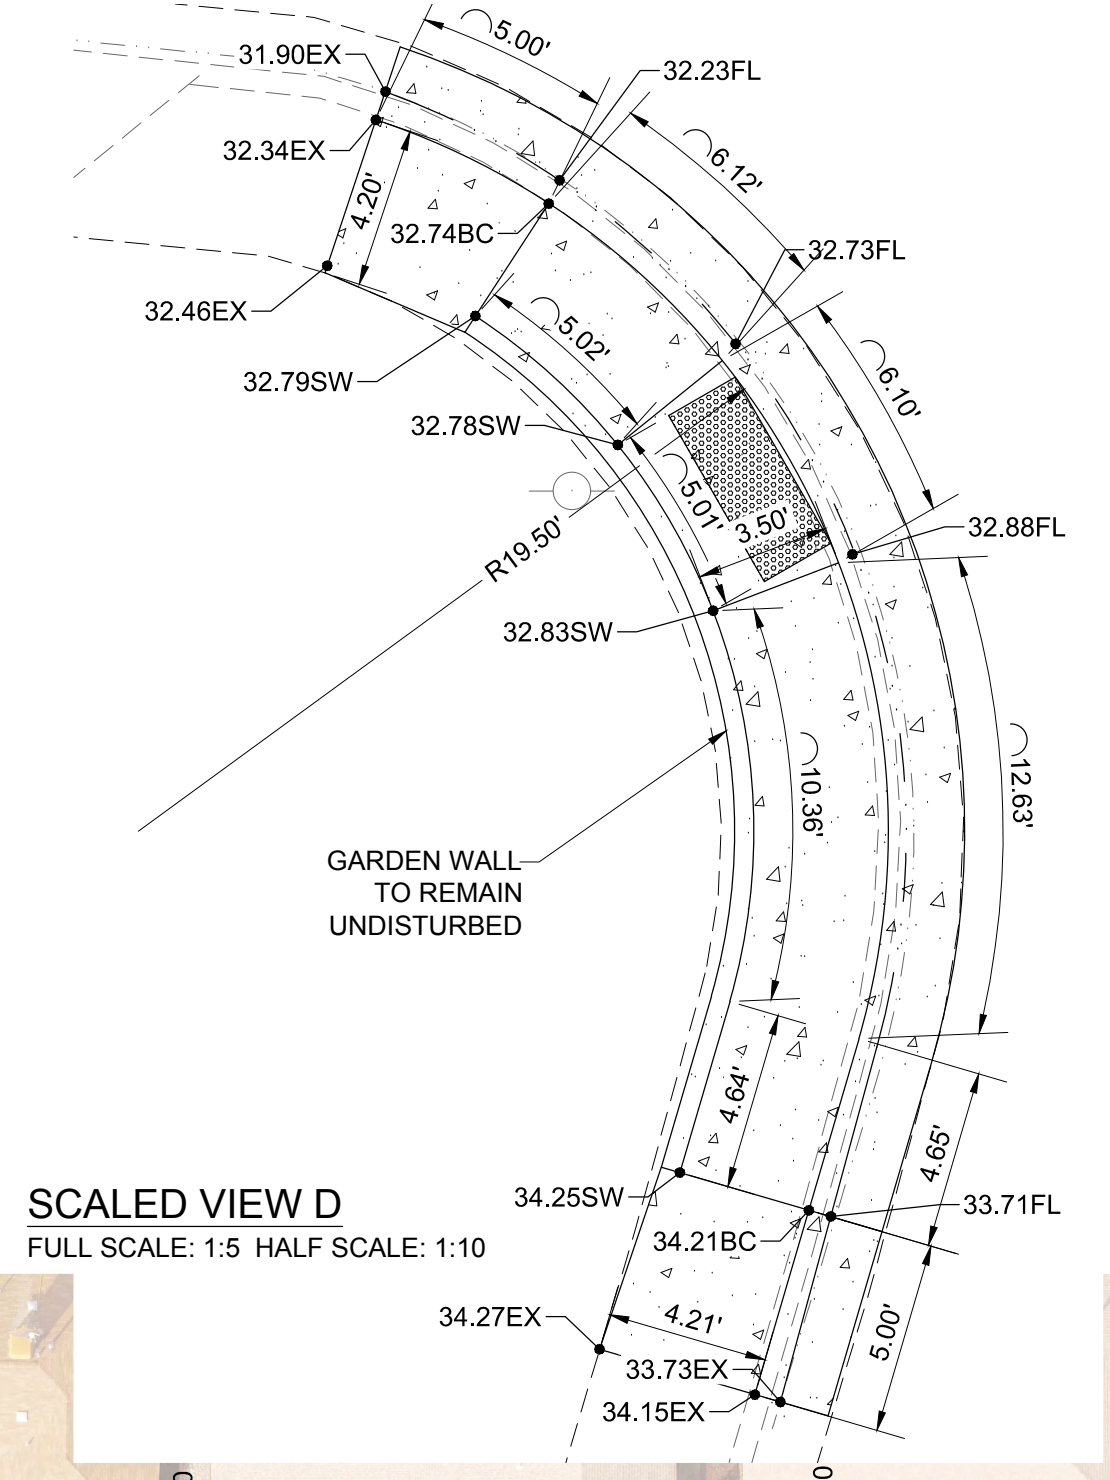 5.00'
31.90EX
32.23FL
32.34EX
6.12'
4.20'
32.74BC
32.73FL
32.46EX
5.02'
32.79SW
6.10'
32.78SW
5.01'
3.50'
32.88FL
R19.50'
32.83SW
10.36'
12.63'
GARDEN WALL
TO REMAIN
UNDISTURBED
4.64'
4.65'
34.25SW
33.71FL
34.21BC
SCALED VIEW D
FULL SCALE: 1:5 HALF SCALE: 1:10
34.27EX
4.21'
5.00'
33.73EX
34.15EX
0
0